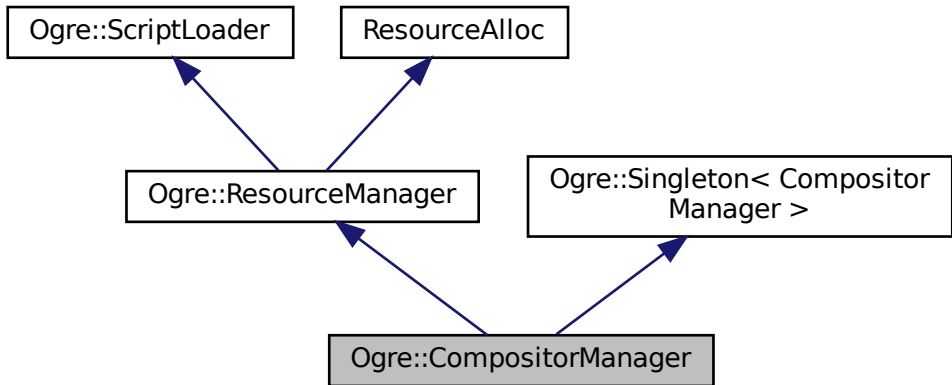 Ogre::ScriptLoader
ResourceAlloc
Ogre::ResourceManager
Ogre::Singleton< Compositor
Manager >
Ogre::CompositorManager